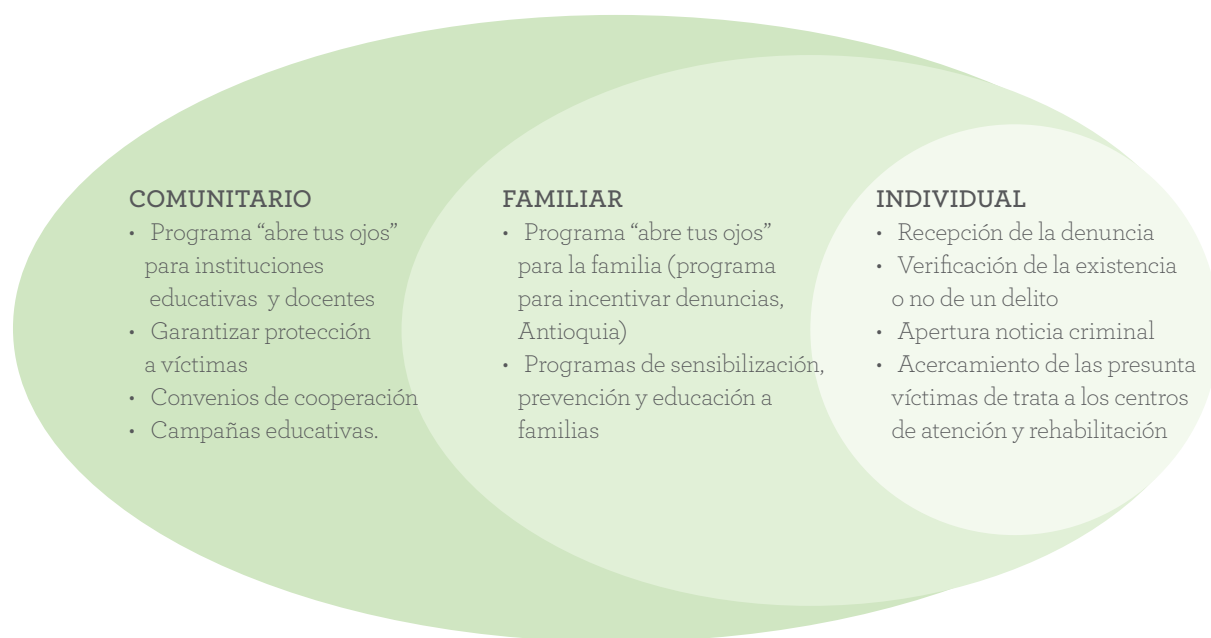 COMUNITARIO
• Programa “abre tus ojos”
para instituciones
educativas y docentes
• Garantizar protección
a víctimas
• Convenios de cooperación
• Campañas educativas.
FAMILIAR
• Programa “abre tus ojos”
para la familia (programa
para incentivar denuncias,
Antioquia)
• Programas de sensibilización,
prevención y educación a
familias
INDIVIDUAL
• Recepción de la denuncia
• Verificación de la existencia
o no de un delito
• Apertura noticia criminal
• Acercamiento de las presunta
víctimas de trata a los centros
de atención y rehabilitación